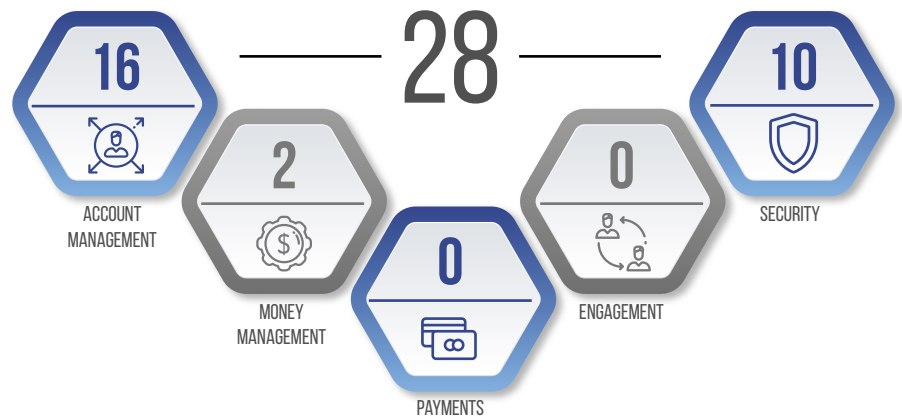 28
16
ACCOUNT
MANAGEMENT
2
$
MONEY
MANAGEMENT
0
PAYMENTS
0
ENGAGEMENT
10
SECURITY